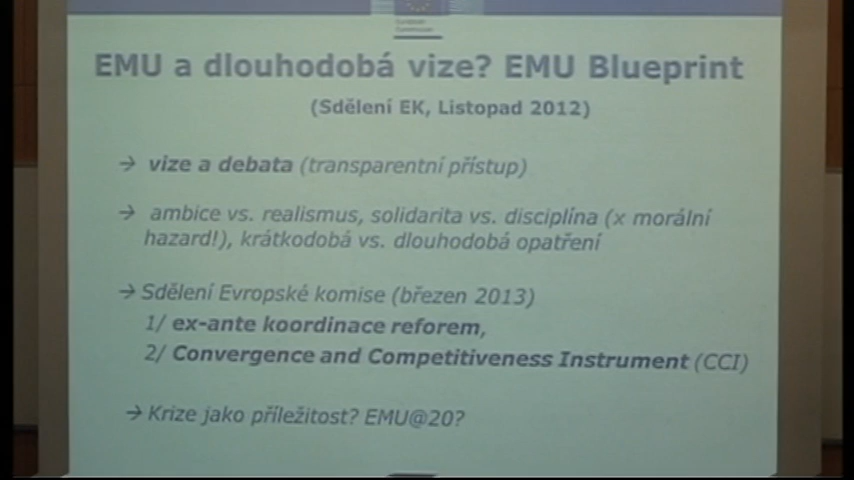 European
Commission
EMU a dlouhodobá vize? EMU Blueprint
(Sdělení EK, Listopad 2012)
→ vize a debata (transparentní přístup)
→ ambice vs. realismus, solidarita vs. disciplína (x morální
hazard!), krátkodobá vs. dlouhodobá opatření
→ Sdělení Evropské komise (březen 2013)
1/ ex-ante koordinace reforem,
2/ Convergence and Competitiveness Instrument (CCI)
→ Krize jako příležitost? EMU@20?